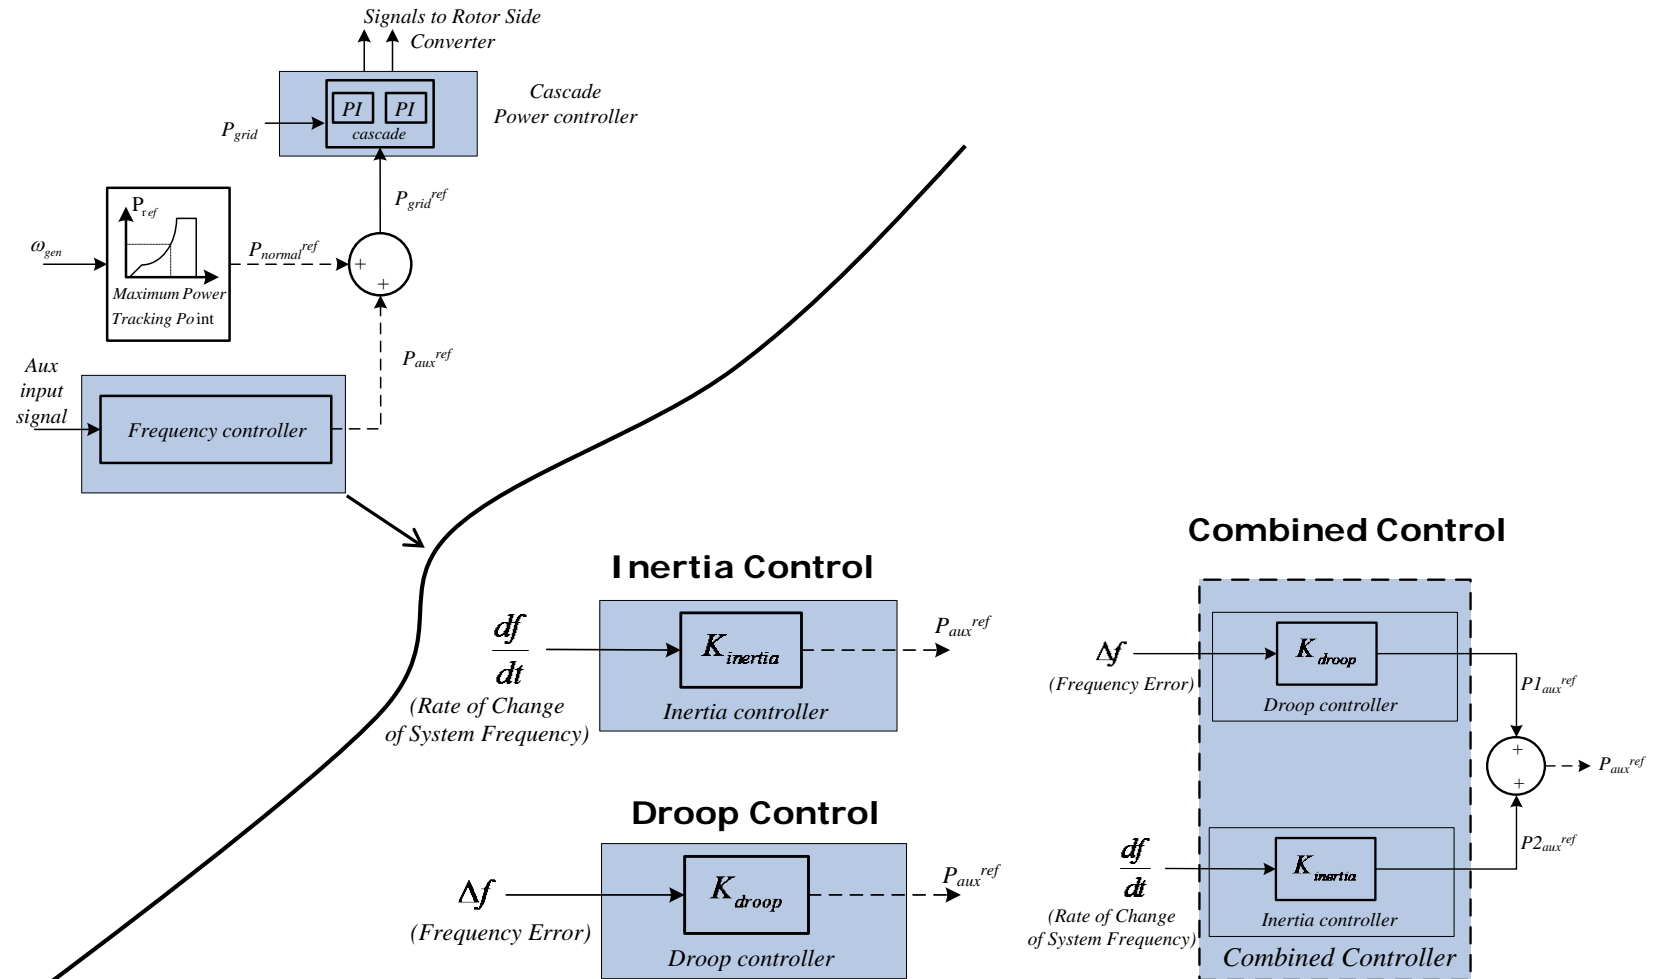 Signals to Rotor Side
Converter
PI PI
cascade
Cascade
Power controller
P_grid
P_grid^ref
P_ref
ω_gen
P_normal^ref
+
+
Maximum Power
Tracking Point
P_aux^ref
Aux
input
signal
Frequency controller
Inertia Control
df
dt
K_inertia
P_aux^ref
Inertia controller
(Rate of Change
of System Frequency)
Droop Control
Δf
K_droop
P_aux^ref
(Frequency Error)
Droop controller
Combined Control
Δf
(Frequency Error)
K_droop
Droop controller
P1_aux^ref
+
+
P_aux^ref
P2_aux^ref
df
dt
K_inertia
(Rate of Change
of System Frequency)
Inertia controller
Combined Controller